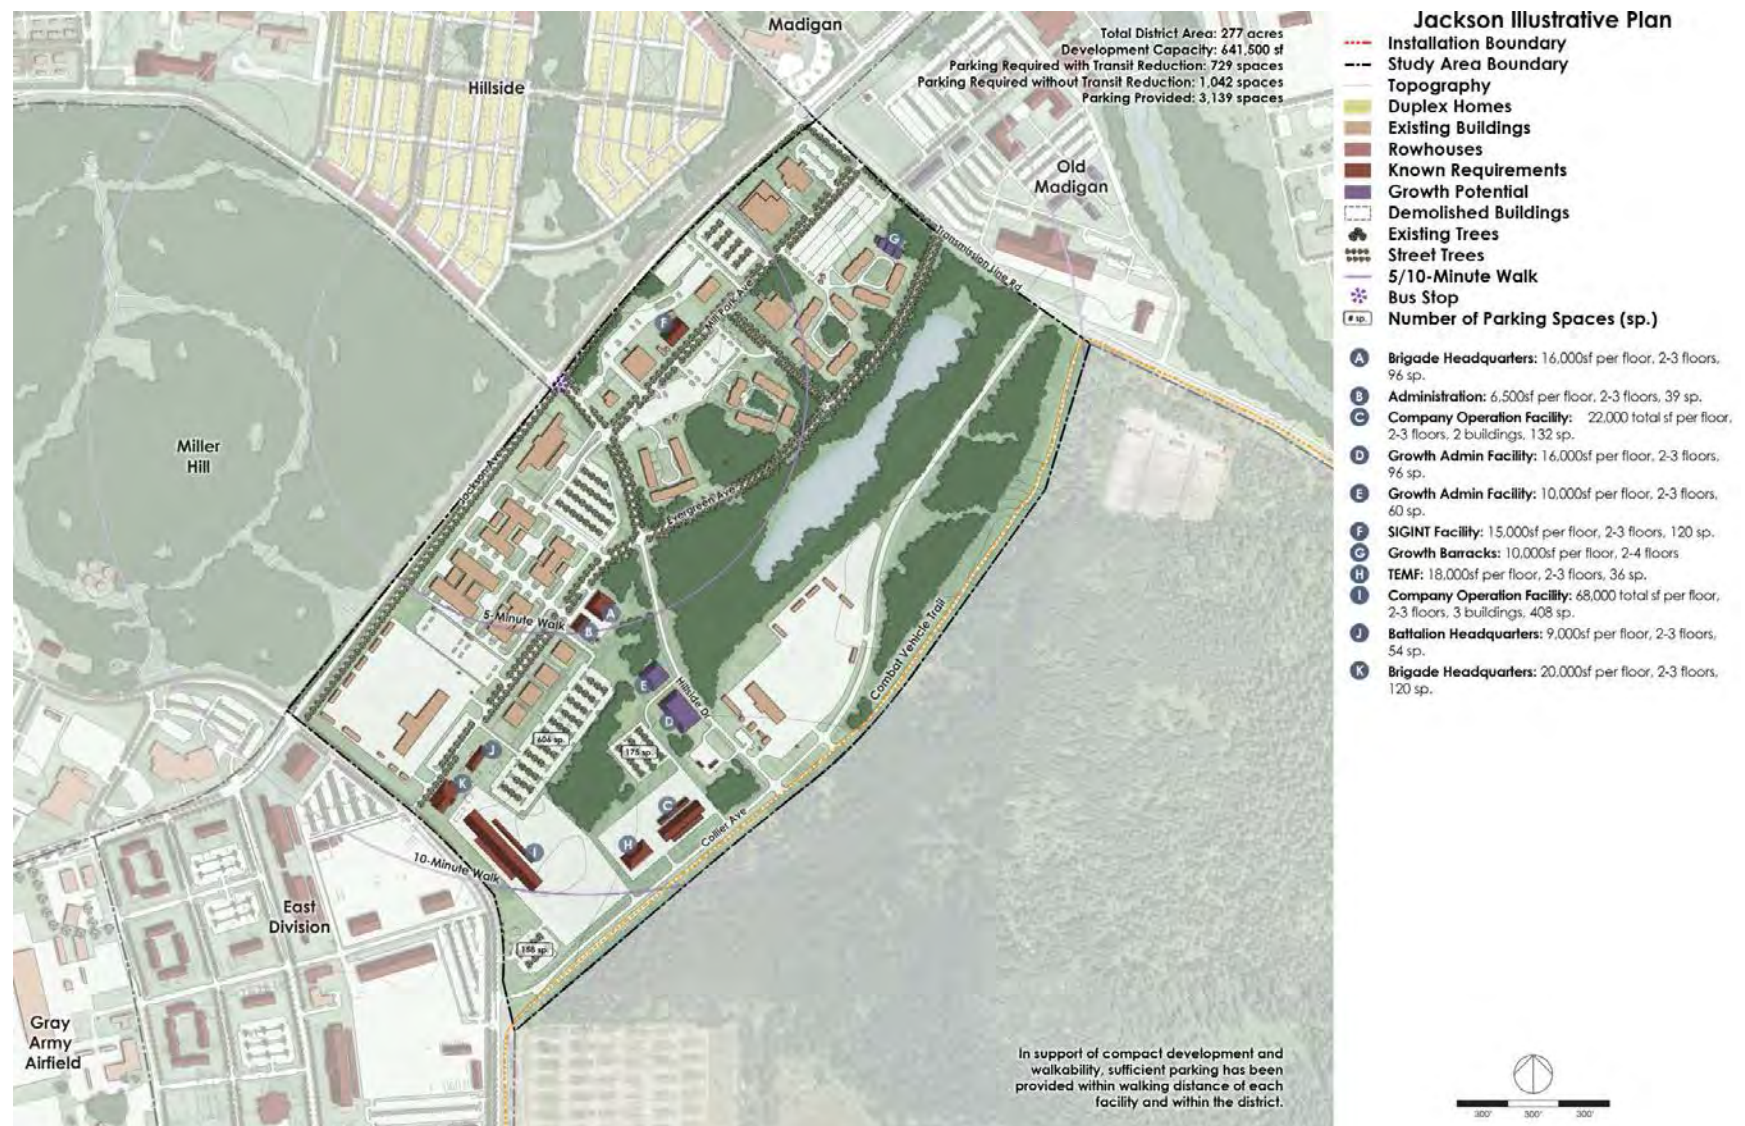 Jackson Illustrative Plan
Installation Boundary
Study Area Boundary
Topography
Duplex Homes
Existing Buildings
Rowhouses
Known Requirements
Growth Potential
Demolished Buildings
Existing Trees
Street Trees
5/10-Minute Walk
Bus Stop
# sp.
Number of Parking Spaces (sp.)
A Brigade Headquarters: 16,000sf per floor, 2-3 floors,
96 sp.
B Administration: 6,500sf per floor, 2-3 floors, 39 sp.
C Company Operation Facility: 22,000 total sf per floor,
2-3 floors, 2 buildings, 132 sp.
D Growth Admin Facility: 16,000sf per floor, 2-3 floors,
96 sp.
E Growth Admin Facility: 10,000sf per floor, 2-3 floors,
60 sp.
F SIGINT Facility: 15,000sf per floor, 2-3 floors, 120 sp.
G Growth Barracks: 10,000sf per floor, 2-4 floors
H TEMF: 18,000sf per floor, 2-3 floors, 36 sp.
I Company Operation Facility: 68,000 total sf per floor,
2-3 floors, 3 buildings, 408 sp.
J Battalion Headquarters: 9,000sf per floor, 2-3 floors,
54 sp.
K Brigade Headquarters: 20,000sf per floor, 2-3 floors,
120 sp.
Total District Area: 277 acres
Development Capacity: 641,500 sf
Parking Required with Transit Reduction: 729 spaces
Parking Required without Transit Reduction: 1,042 spaces
Parking Provided: 3,139 spaces
Madigan
Hillside
Old
Madigan
Transmission Line Rd
G
F
Mill Park Ave
Miller
Hill
Jackson Ave
Evergreen Ave
5-Minute Walk
A
B
Combat Vehicle Trail
E
Hillside Dr
D
J
606 sp.
175 sp.
K
C
H
Collier Ave
I
10-Minute Walk
East
Division
188 sp.
Gray
Army
Airfield
In support of compact development and
walkability, sufficient parking has been
provided within walking distance of each
facility and within the district.
300' 300' 300'